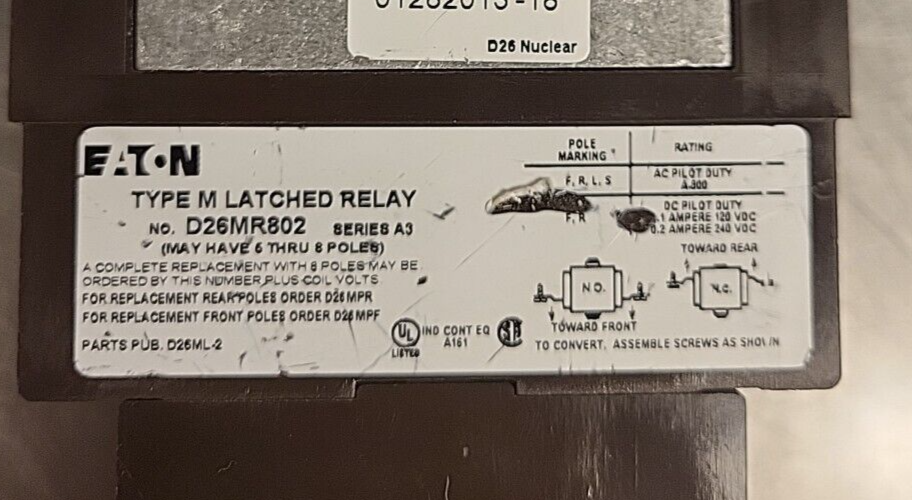 D26 Nuclear
EATON
TYPE M LATCHED RELAY
NO. D26MR802 SERIES A3
(MAY HAVE 6 THRU 8 POLES)
A COMPLETE REPLACEMENT WITH 8 POLES MAY BE
ORDERED BY THIS NUMBER PLUS COIL VOLTS
FOR REPLACEMENT REAR POLES ORDER D26MPR
FOR REPLACEMENT FRONT POLES ORDER D26MPF
PARTS PUB. D26ML-2
UL
LISTED
IND CONT EQ
A161
SA
POLE
MARKING
RATING
F, R, L, S
AC PILOT DUTY
A-300
F, R
DC PILOT DUTY
.1 AMPERE 120 VDC
0.2 AMPERE 240 VDC
TOWARD REAR
N.O.
N.C.
TOWARD FRONT
TO CONVERT, ASSEMBLE SCREWS AS SHOWN